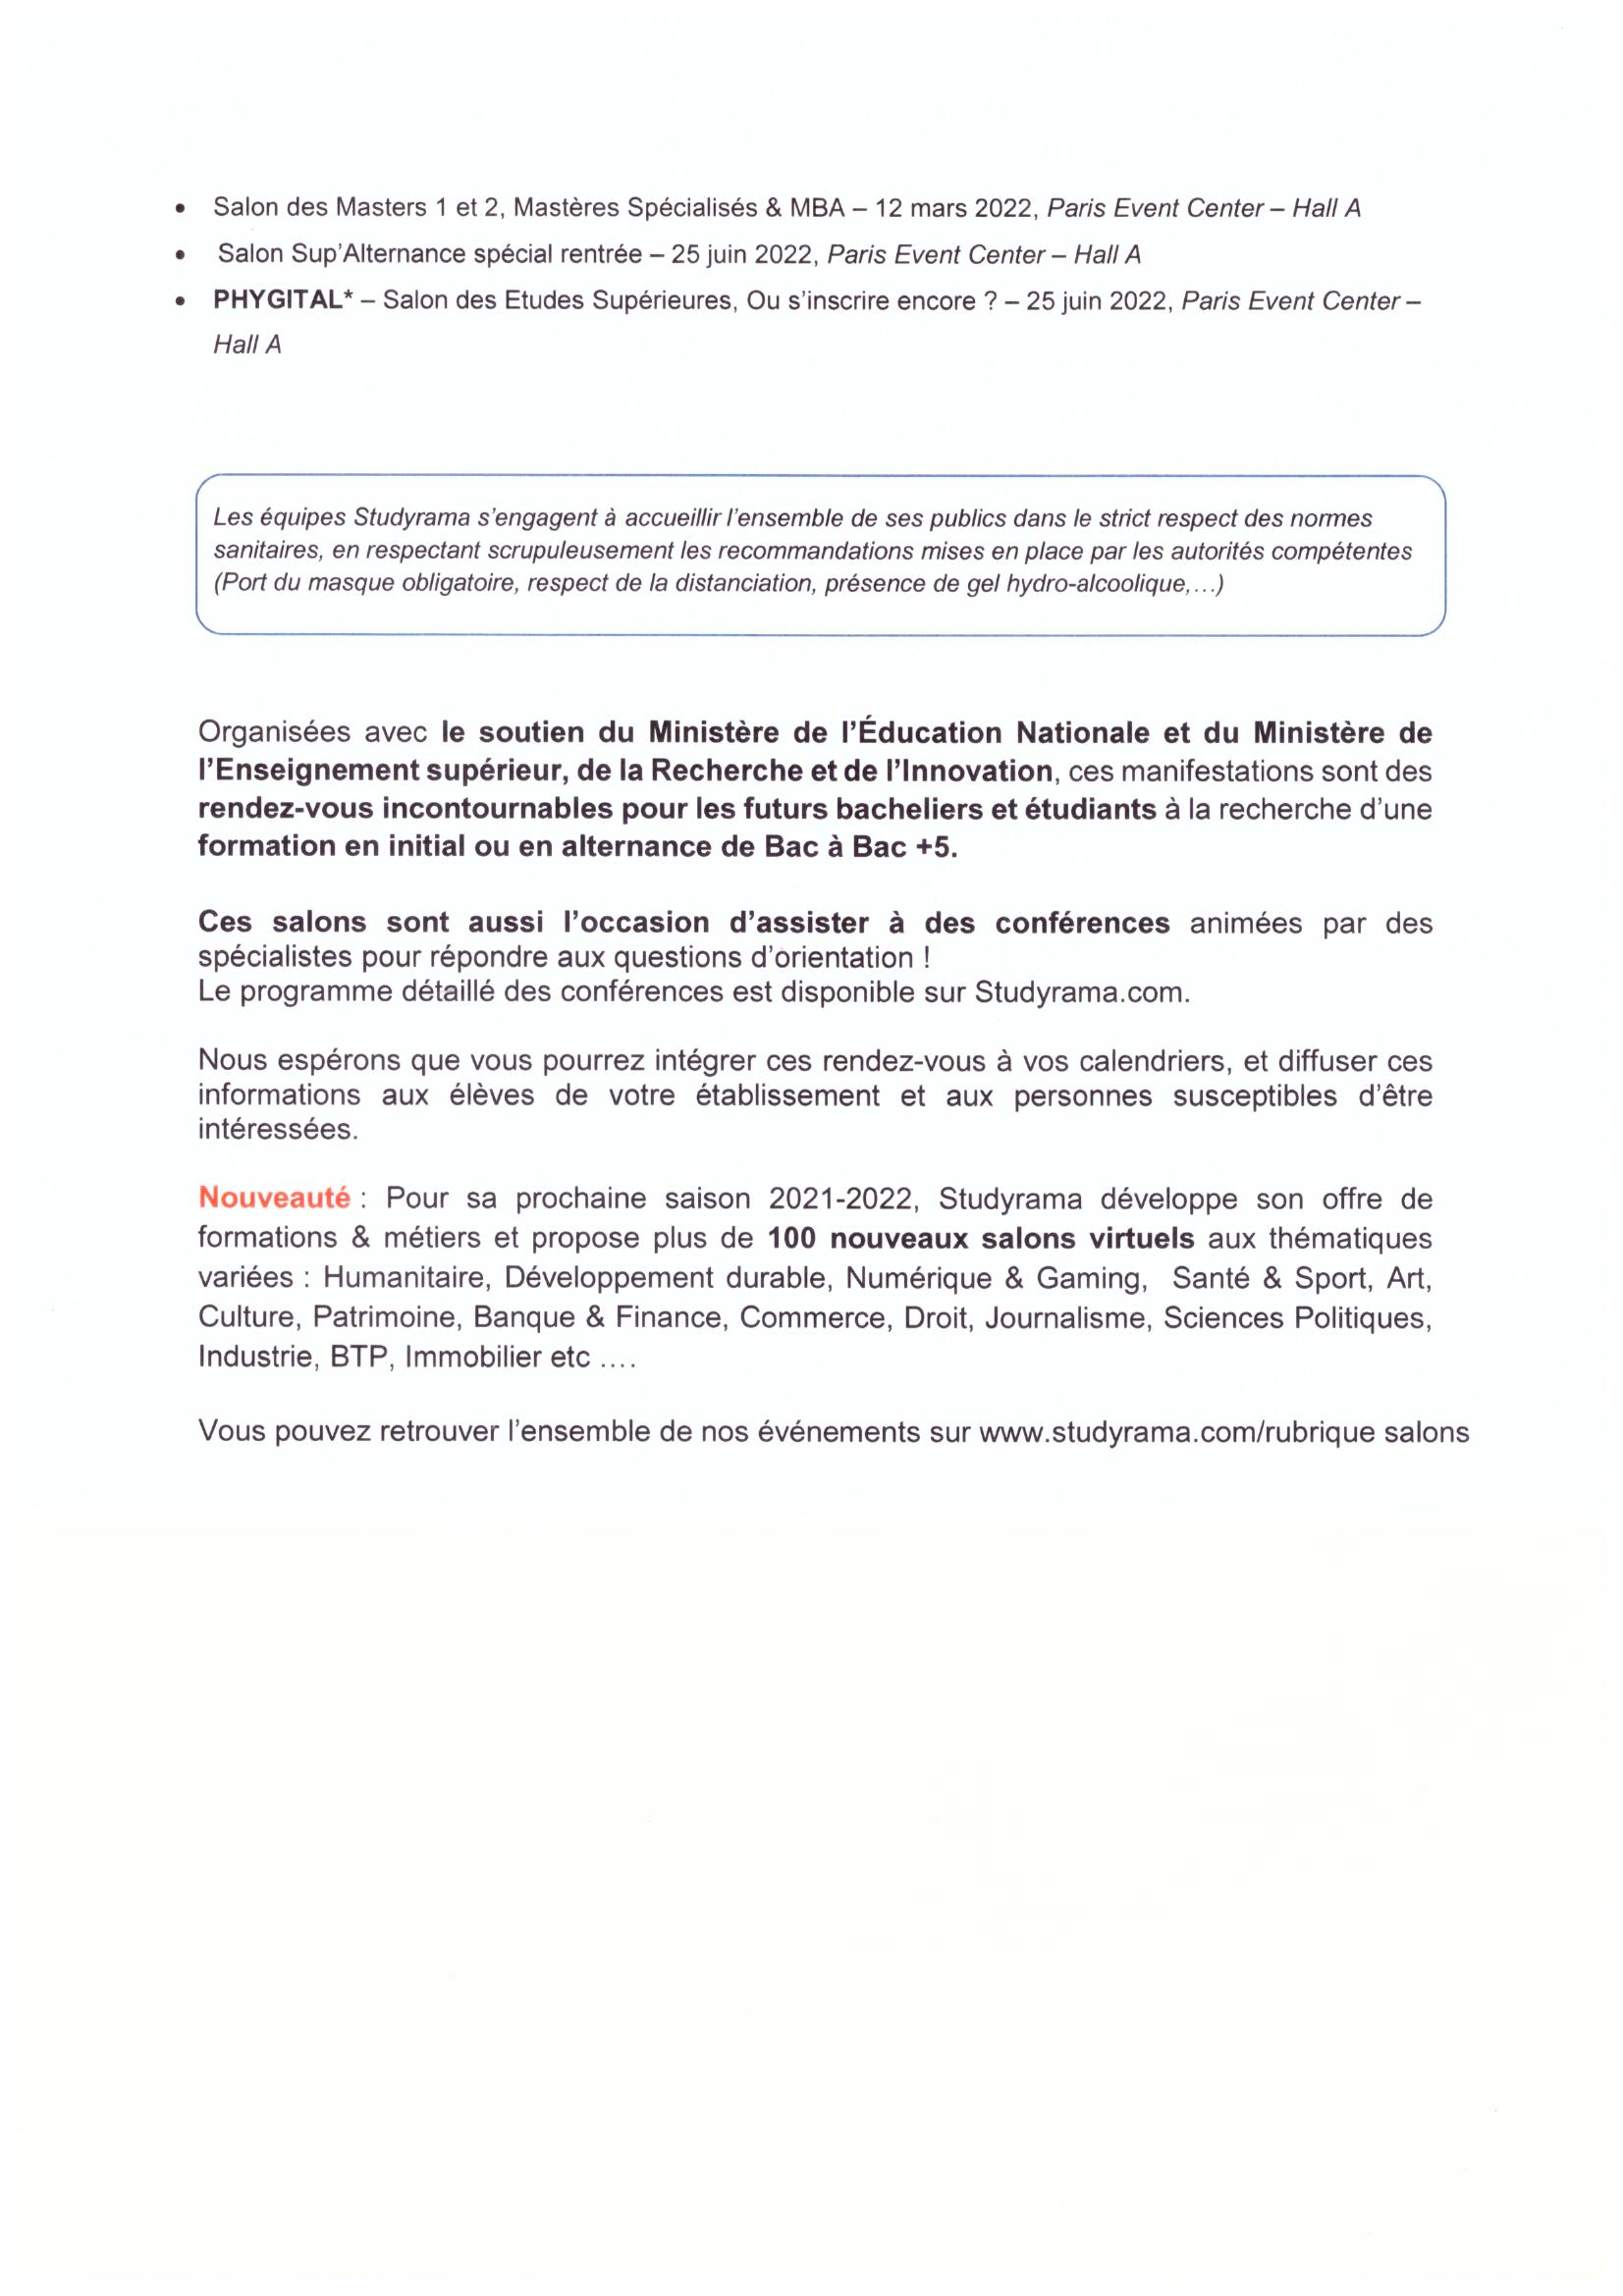 • Salon des Masters 1 et 2, Mastères Spécialisés & MBA – 12 mars 2022, Paris Event Center – Hall A
• Salon Sup'Alternance spécial rentrée – 25 juin 2022, Paris Event Center – Hall A
• PHYGITAL* – Salon des Etudes Supérieures, Ou s'inscrire encore ? – 25 juin 2022, Paris Event Center –
Hall A
Les équipes Studyrama s'engagent à accueillir l'ensemble de ses publics dans le strict respect des normes
sanitaires, en respectant scrupuleusement les recommandations mises en place par les autorités compétentes
(Port du masque obligatoire, respect de la distanciation, présence de gel hydro-alcoolique,...)
Organisées avec le soutien du Ministère de l'Éducation Nationale et du Ministère de
l'Enseignement supérieur, de la Recherche et de l'Innovation, ces manifestations sont des
rendez-vous incontournables pour les futurs bacheliers et étudiants à la recherche d'une
formation en initial ou en alternance de Bac à Bac +5.
Ces salons sont aussi l'occasion d'assister à des conférences animées par des
spécialistes pour répondre aux questions d'orientation !
Le programme détaillé des conférences est disponible sur Studyrama.com.
Nous espérons que vous pourrez intégrer ces rendez-vous à vos calendriers, et diffuser ces
informations aux élèves de votre établissement et aux personnes susceptibles d'être
intéressées.
Nouveauté : Pour sa prochaine saison 2021-2022, Studyrama développe son offre de
formations & métiers et propose plus de 100 nouveaux salons virtuels aux thématiques
variées : Humanitaire, Développement durable, Numérique & Gaming, Santé & Sport, Art,
Culture, Patrimoine, Banque & Finance, Commerce, Droit, Journalisme, Sciences Politiques,
Industrie, BTP, Immobilier etc ....
Vous pouvez retrouver l'ensemble de nos événements sur www.studyrama.com/rubrique salons